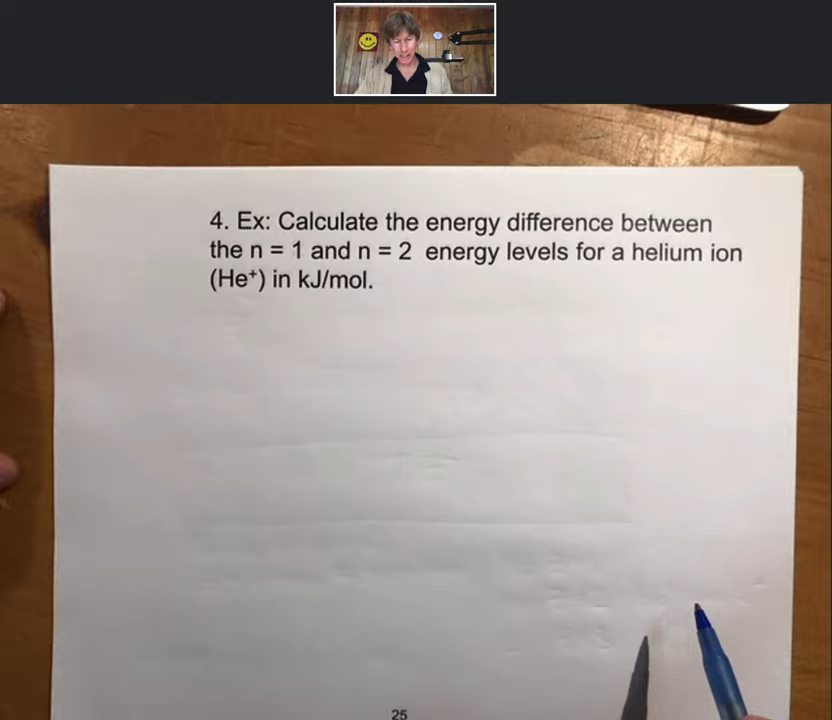 4. Ex: Calculate the energy difference between
the n = 1 and n = 2 energy levels for a helium ion
(He⁺) in kJ/mol.
25